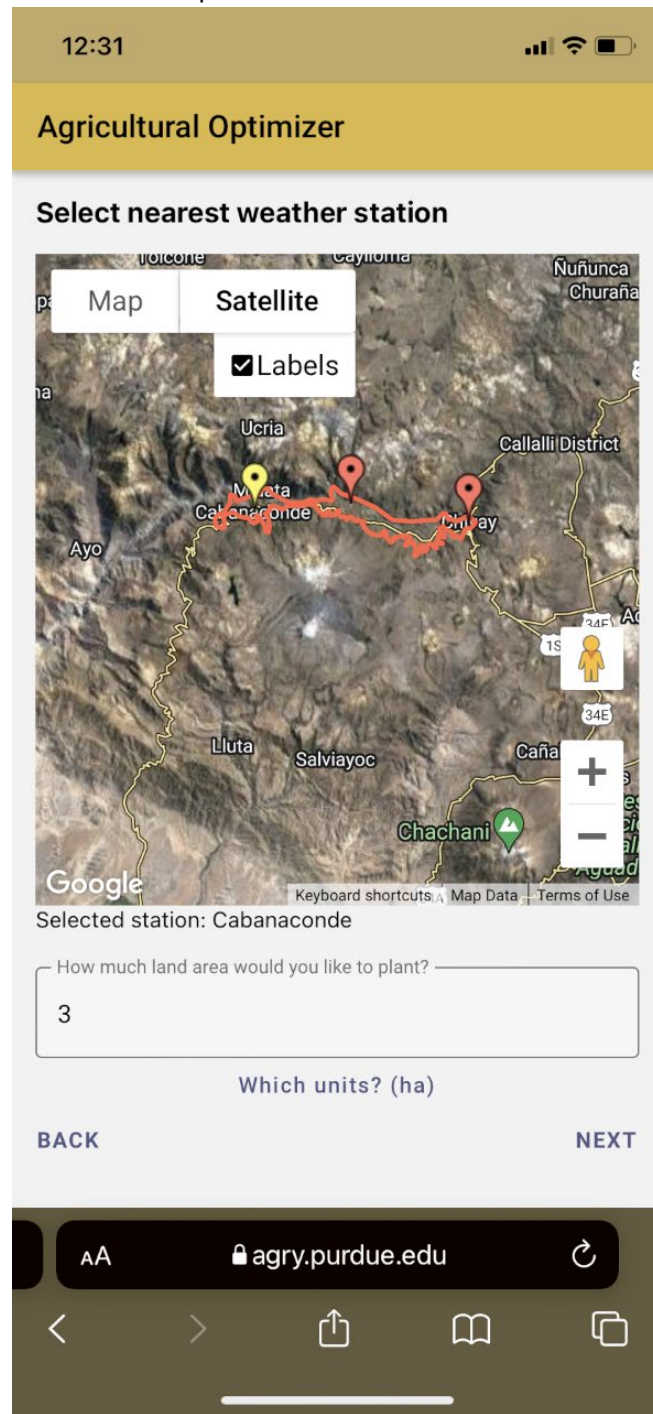 12:31
Agricultural Optimizer
Select nearest weather station
Caylloma
Ñuñunca
Churaña
Map
Satellite
Labels
Ucria
Callalli District
Cabanaconde
Chivay
Ayo
34E
34E
Lluta
Salviayoc
Chachani
Google
Keyboard shortcuts
Map Data
Terms of Use
Selected station: Cabanaconde
How much land area would you like to plant?
3
Which units? (ha)
BACK
NEXT
AA
agry.purdue.edu